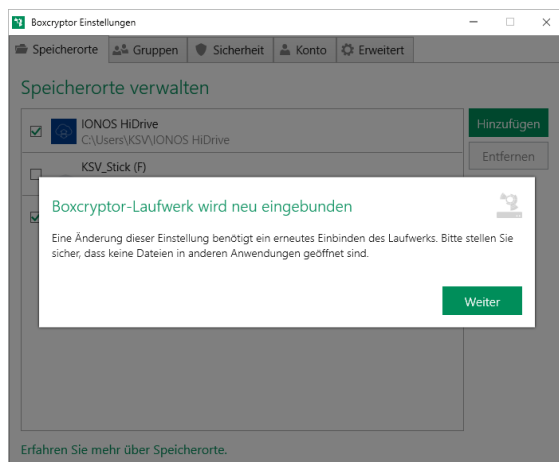 Boxcryptor Einstellungen
Speicherorte Gruppen Sicherheit Konto Erweitert
Speicherorte verwalten
IONOS HiDrive
C:\Users\KSV\IONOS HiDrive
Hinzufügen
KSV_Stick (F)
Entfernen
Boxcryptor-Laufwerk wird neu eingebunden
Eine Änderung dieser Einstellung benötigt ein erneutes Einbinden des Laufwerks. Bitte stellen Sie
sicher, dass keine Dateien in anderen Anwendungen geöffnet sind.
Weiter
Erfahren Sie mehr über Speicherorte.